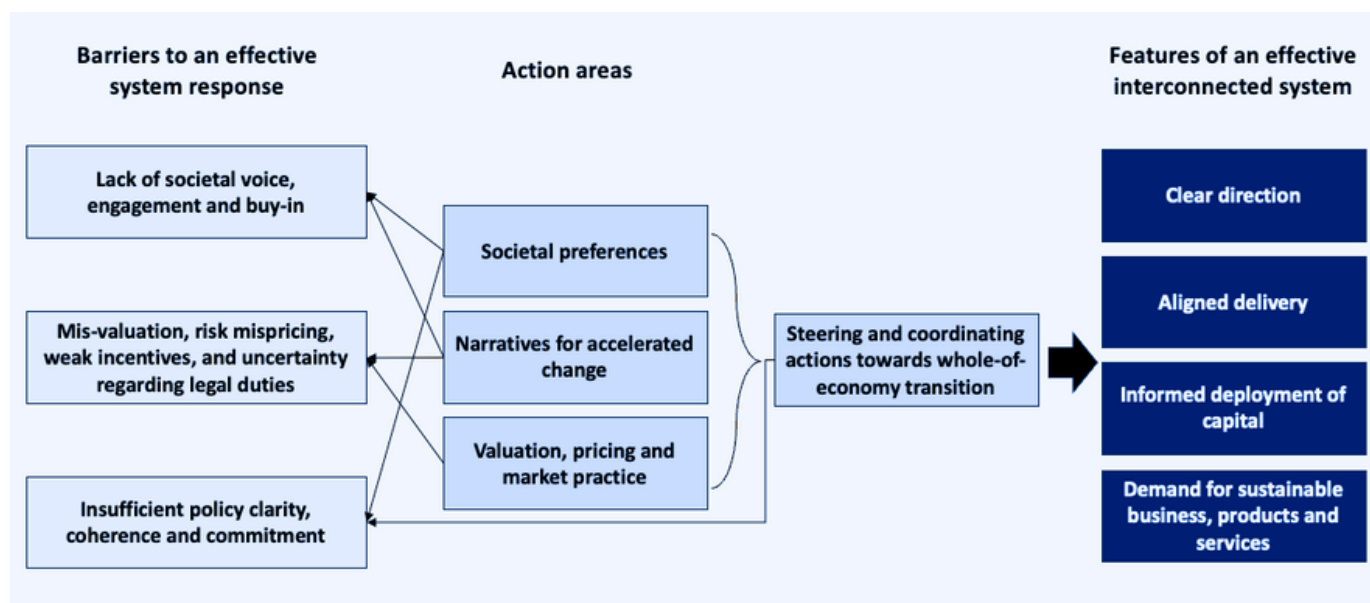 Barriers to an effective
system response
Action areas
Features of an effective
interconnected system
Lack of societal voice,
engagement and buy-in
Mis-valuation, risk mispricing,
weak incentives, and uncertainty
regarding legal duties
Insufficient policy clarity,
coherence and commitment
Societal preferences
Narratives for accelerated
change
Valuation, pricing and
market practice
Steering and coordinating
actions towards whole-of-
economy transition
Clear direction
Aligned delivery
Informed deployment of
capital
Demand for sustainable
business, products and
services